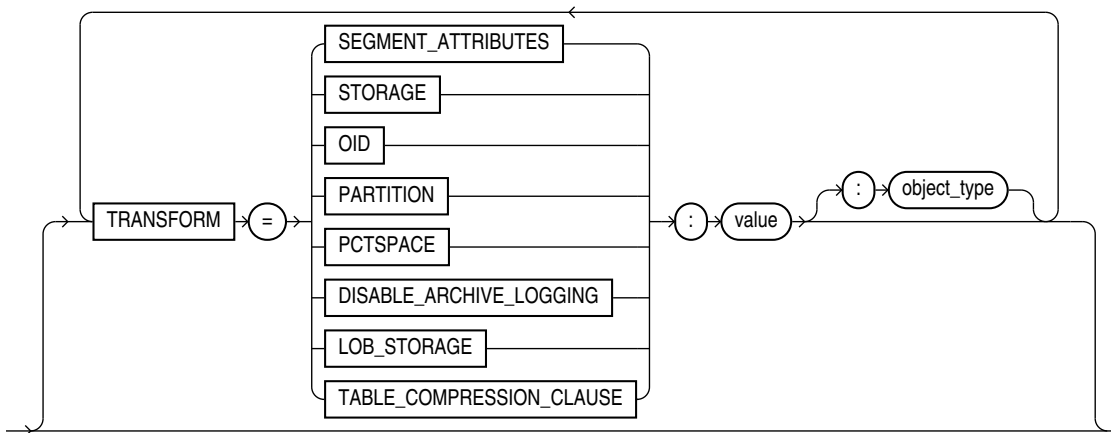 SEGMENT_ATTRIBUTES
STORAGE
OID
PARTITION
TRANSFORM = : value : object_type
PCTSPACE
DISABLE_ARCHIVE_LOGGING
LOB_STORAGE
TABLE_COMPRESSION_CLAUSE